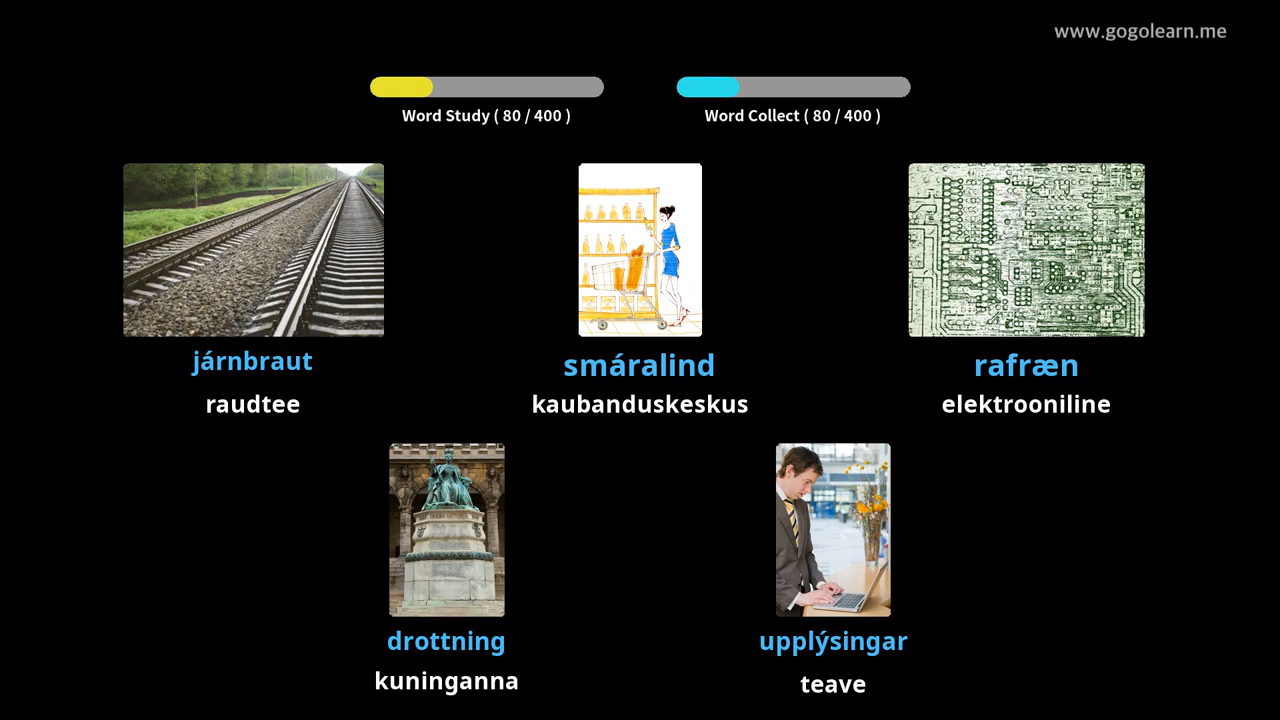 www.gogolearn.me
Word Study ( 80 / 400 )
Word Collect ( 80 / 400 )
járnbraut
smáralind
rafræn
raudtee
kaubanduskeskus
elektrooniline
drottning
upplýsingar
kuninganna
teave